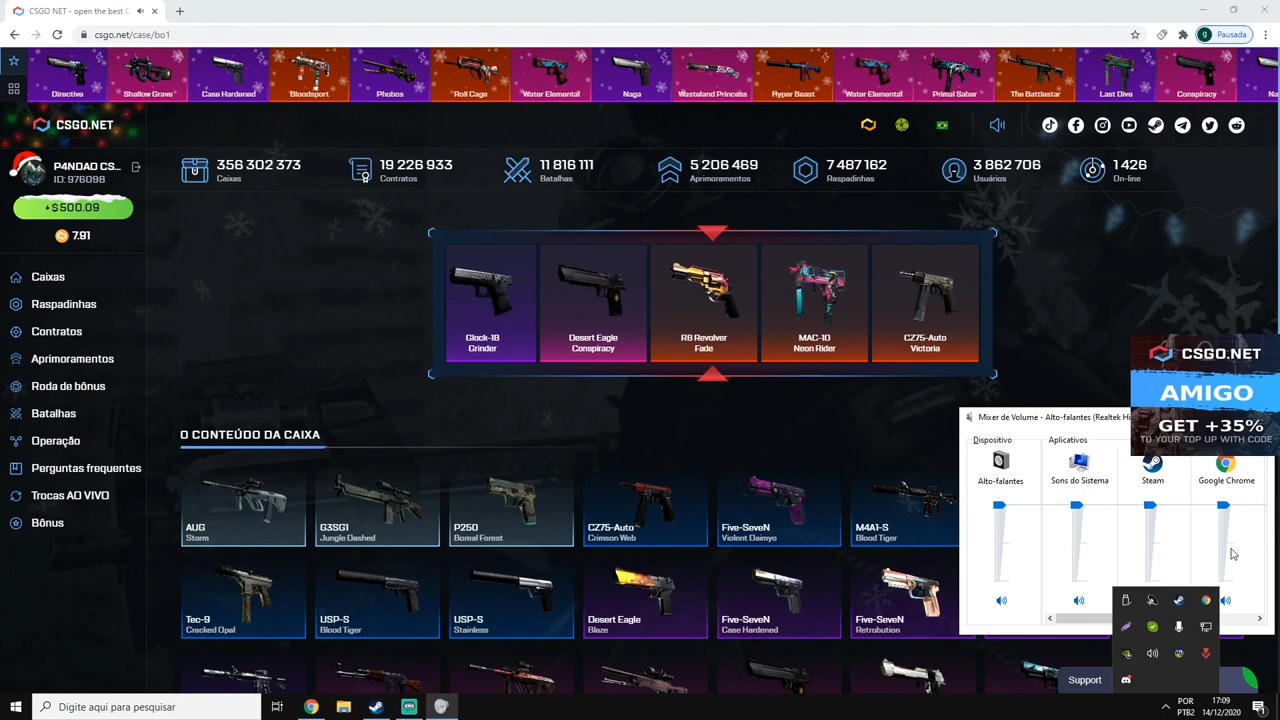 CSGO NET - open the best C
csgo.net/case/bo1
g
Pausada
Directive
Shallow Grave
Case Hardened
Bloodsport
Phobos
Roll Cage
Water Elemental
Naga
Wasteland Princess
Hyper Beast
Water Elemental
Primal Saber
The Battlestar
Last Dive
Conspiracy
Na
CSGO.NET
P4NDAO CS...
ID: 976098
+$500.09
7.91
356 302 373
Caixas
19 226 933
Contratos
11 816 111
Batalhas
5 206 469
Aprimoramentos
7 487 162
Raspadinhas
3 862 706
Usuários
1 426
On-line
Caixas
Raspadinhas
Contratos
Aprimoramentos
Roda de bônus
Batalhas
Operação
Perguntas frequentes
Trocas AO VIVO
Bônus
Glock-18
Grinder
Desert Eagle
Conspiracy
R8 Revolver
Fade
MAC-10
Neon Rider
CZ75-Auto
Victoria
O CONTEÚDO DA CAIXA
AUG
Storm
G3SG1
Jungle Dashed
P250
Boreal Forest
CZ75-Auto
Crimson Web
Five-SeveN
Violent Daimyo
M4A1-S
Blood Tiger
Tec-9
Cracked Opal
USP-S
Blood Tiger
USP-S
Stainless
Desert Eagle
Blaze
Five-SeveN
Case Hardened
Five-SeveN
Retrobution
CSGO.NET
AMIGO
GET +35%
TO YOUR TOP UP WITH CODE
Mixer de Volume - Alto-falantes (Realtek Hi
Dispositivo
Aplicativos
Alto-falantes
Sons do Sistema
Steam
Google Chrome
Support
Digite aqui para pesquisar
POR
PTB2
17:09
14/12/2020
1